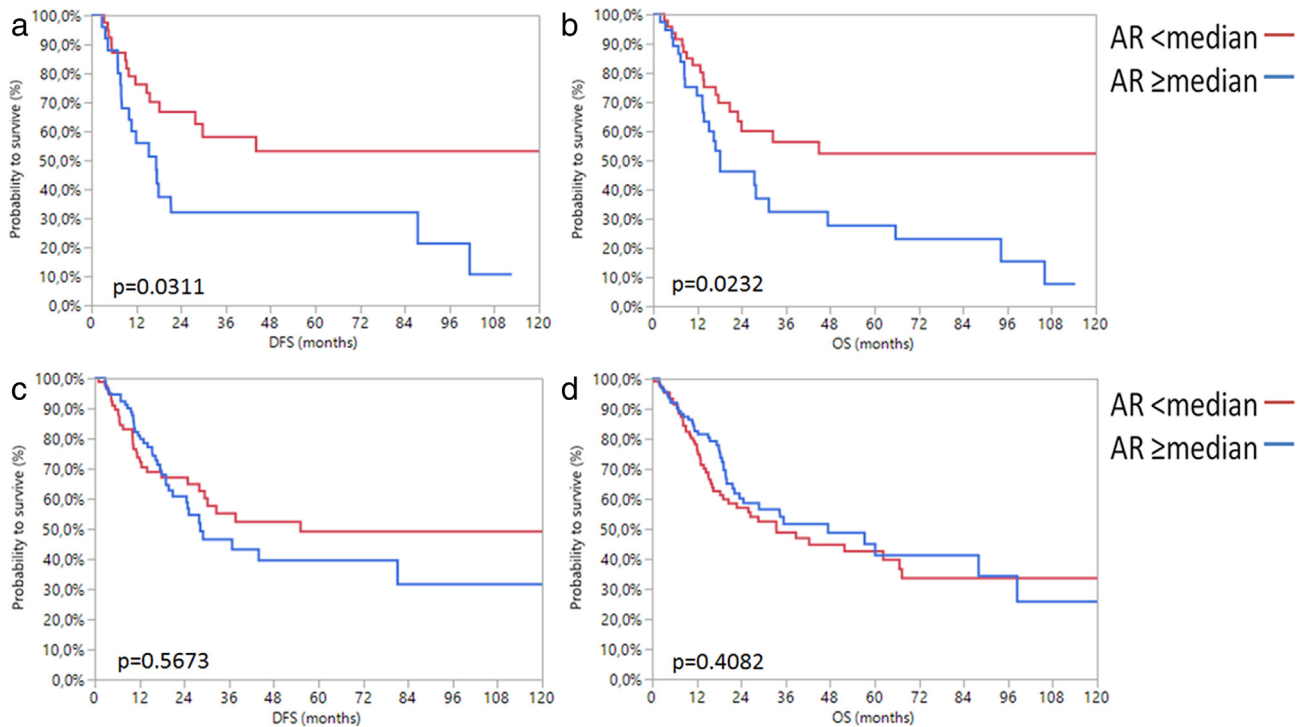 a
Probability to survive (%)
100,0%
90,0%
80,0%
70,0%
60,0%
50,0%
40,0%
30,0%
20,0%
10,0%
0,0%
p=0.0311
0 12 24 36 48 60 72 84 96 108 120
DFS (months)
b
Probability to survive (%)
100,0%
90,0%
80,0%
70,0%
60,0%
50,0%
40,0%
30,0%
20,0%
10,0%
0,0%
p=0.0232
0 12 24 36 48 60 72 84 96 108 120
OS (months)
AR <median
AR ≥median
c
Probability to survive (%)
100,0%
90,0%
80,0%
70,0%
60,0%
50,0%
40,0%
30,0%
20,0%
10,0%
0,0%
p=0.5673
0 12 24 36 48 60 72 84 96 108 120
DFS (months)
d
Probability to survive (%)
100,0%
90,0%
80,0%
70,0%
60,0%
50,0%
40,0%
30,0%
20,0%
10,0%
0,0%
p=0.4082
0 12 24 36 48 60 72 84 96 108 120
OS (months)
AR <median
AR ≥median